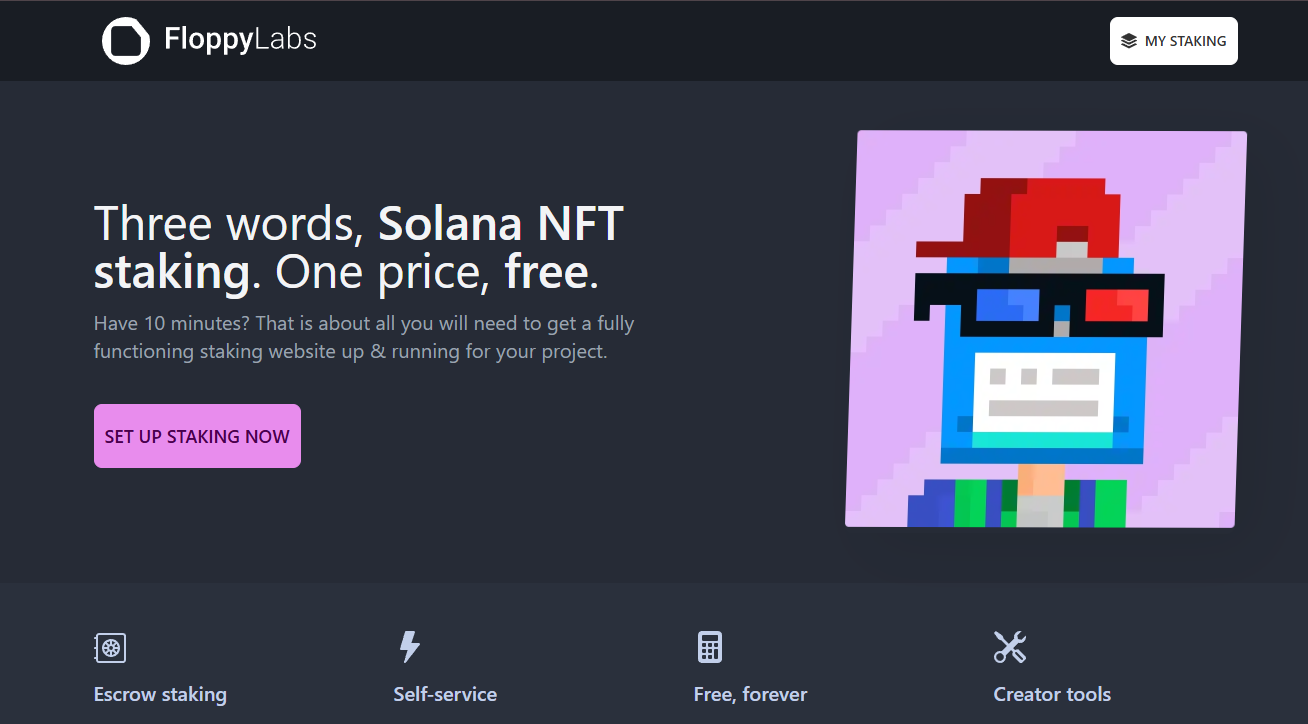 FloppyLabs
MY STAKING
Three words, Solana NFT
staking. One price, free.
Have 10 minutes? That is about all you will need to get a fully
functioning staking website up & running for your project.
SET UP STAKING NOW
Escrow staking
Self-service
Free, forever
Creator tools